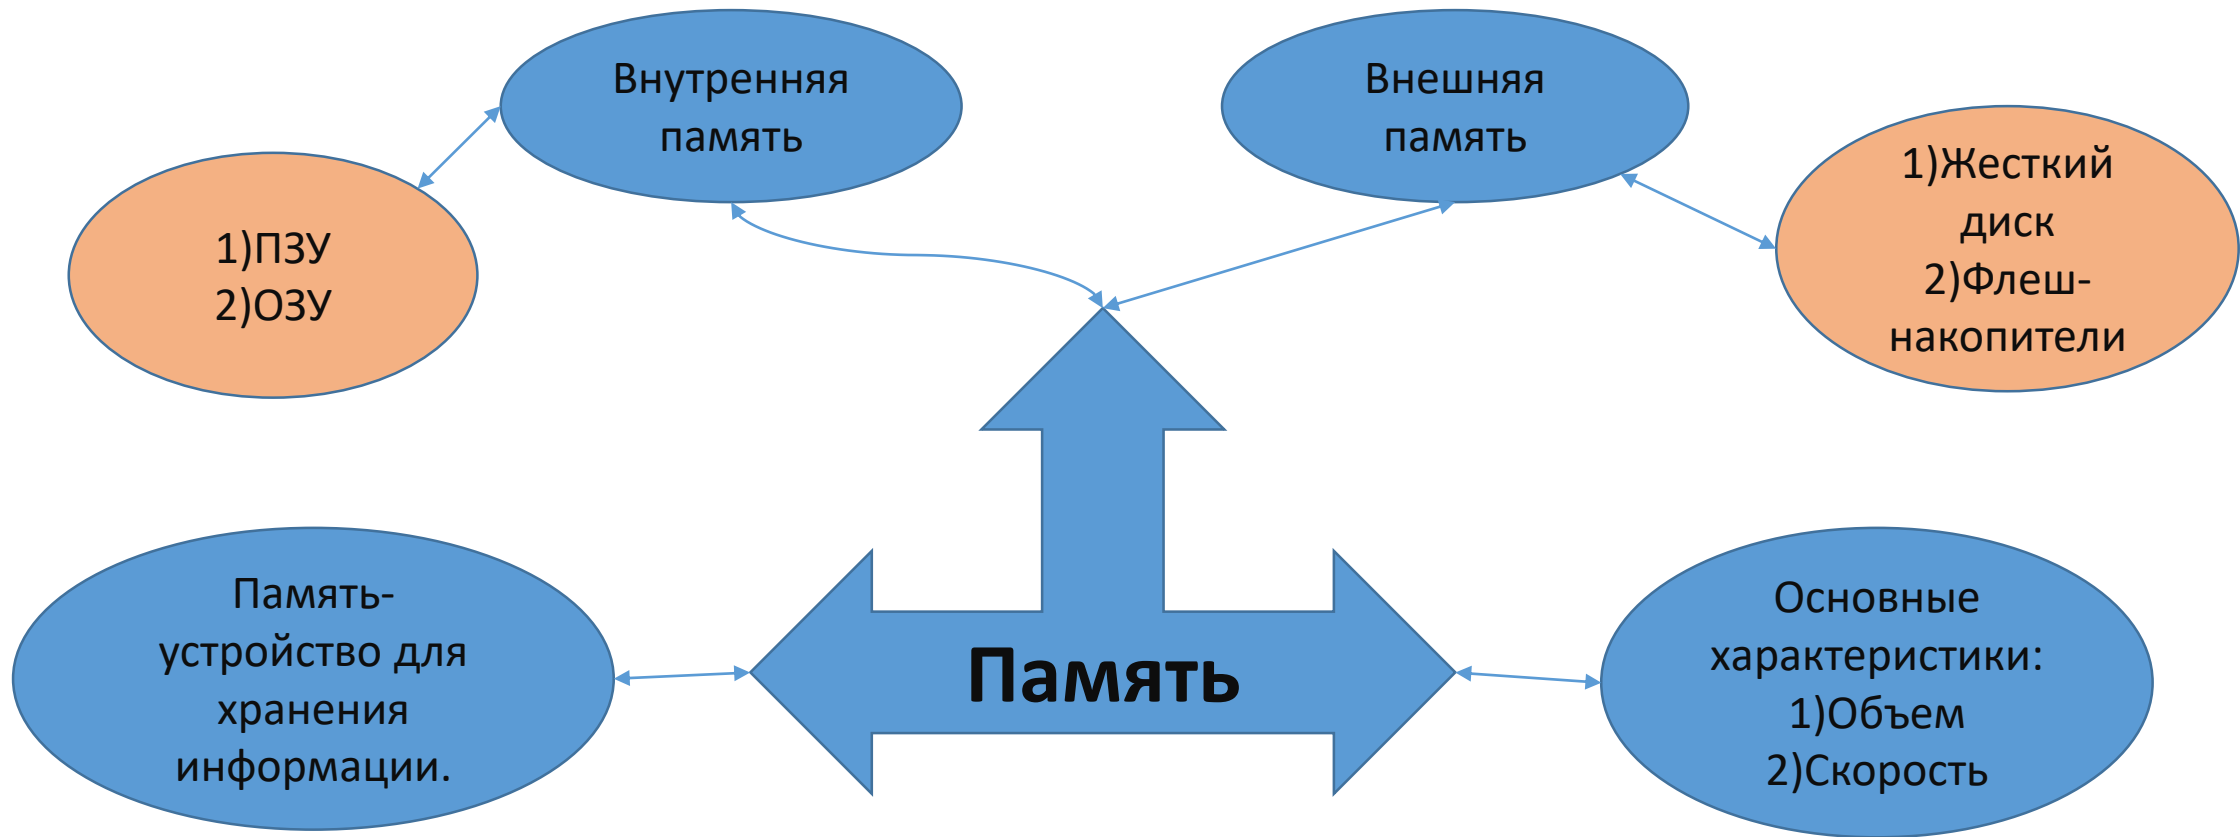 Внутренняя
память
Внешняя
память
1)ПЗУ
2)ОЗУ
1)Жесткий
диск
2)Флеш-
накопители
Память-
устройство для
хранения
информации.
Память
Основные
характеристики:
1)Объем
2)Скорость